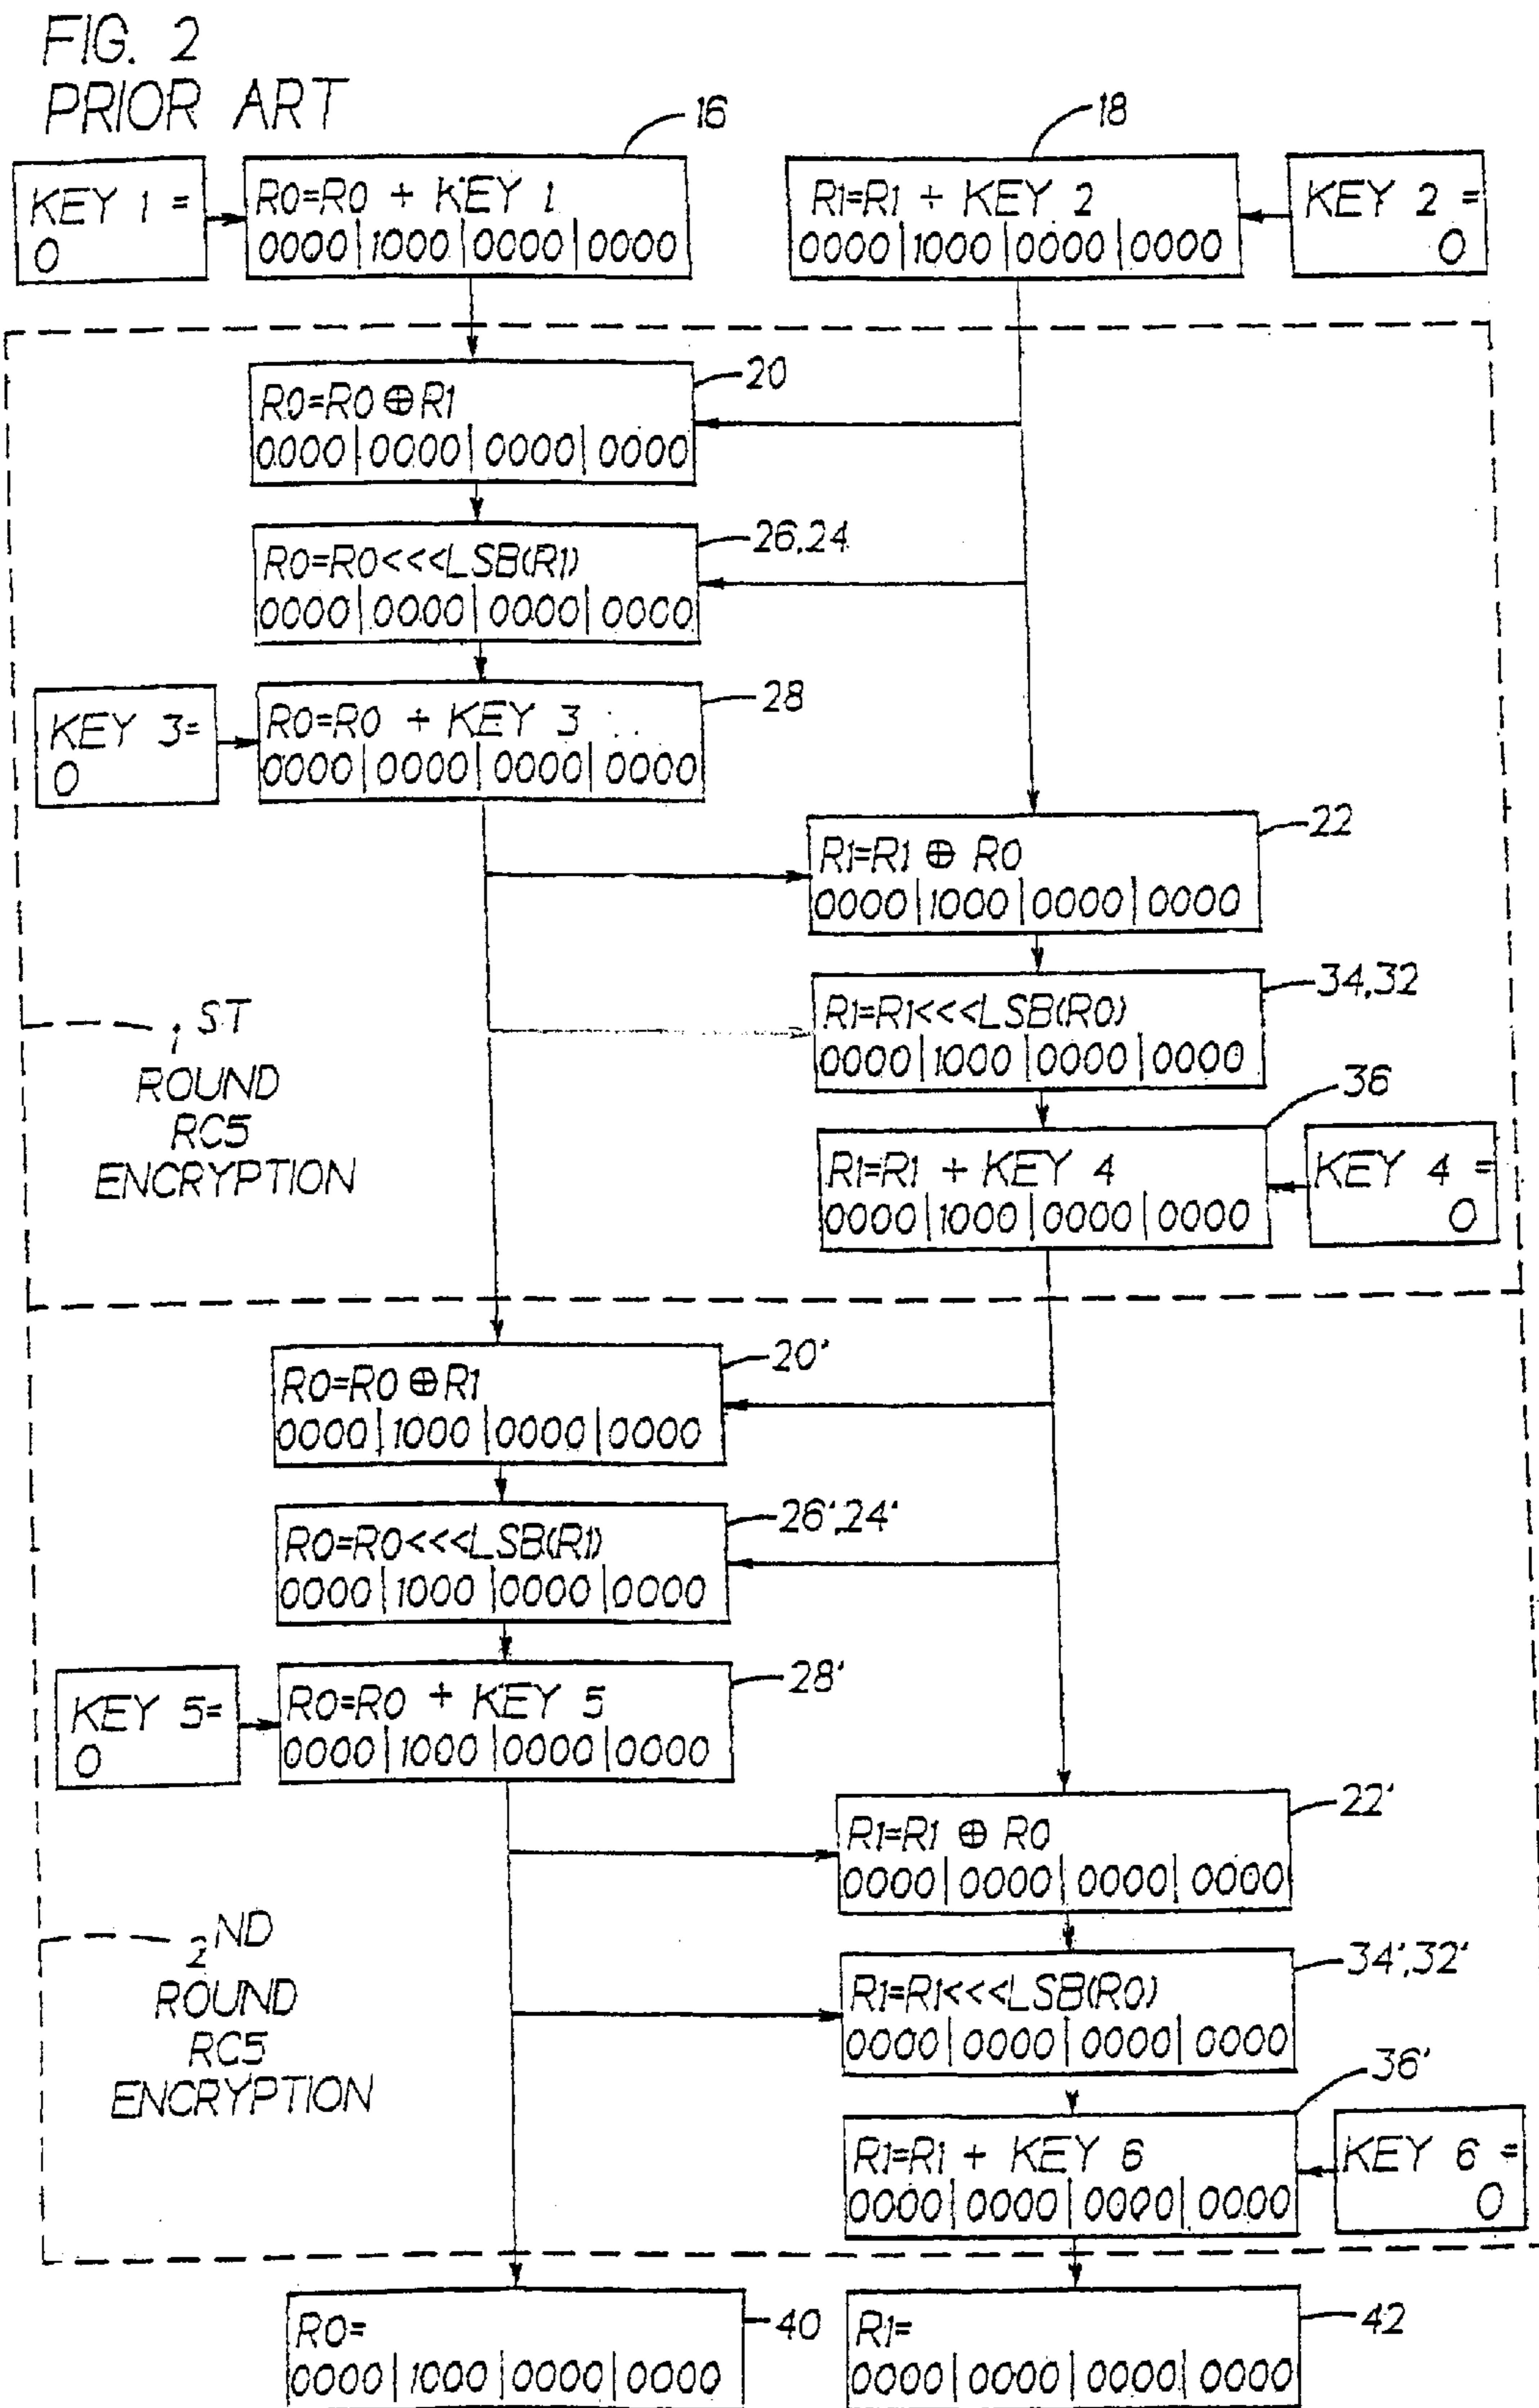 FIG. 2
PRIOR ART
16
18
KEY 1 =
0
R0=R0 + KEY 1
0000|1000|0000|0000
R1=R1 + KEY 2
0000|1000|0000|0000
KEY 2 =
0
20
R0=R0⊕R1
0000|0000|0000|0000
26,24
R0=R0<<<LSB(R1)
0000|0000|0000|0000
KEY 3=
0
28
R0=R0 + KEY 3
0000|0000|0000|0000
22
R1=R1 ⊕ R0
0000|1000|0000|0000
34,32
R1=R1<<<LSB(R0)
0000|1000|0000|0000
1ST
ROUND
RC5
ENCRYPTION
36
R1=R1 + KEY 4
0000|1000|0000|0000
KEY 4 =
0
20'
R0=R0⊕R1
0000|1000|0000|0000
26',24'
R0=R0<<<LSB(R1)
0000|1000|0000|0000
KEY 5=
0
28'
R0=R0 + KEY 5
0000|1000|0000|0000
22'
R1=R1 ⊕ R0
0000|0000|0000|0000
2ND
ROUND
RC5
ENCRYPTION
34',32'
R1=R1<<<LSB(R0)
0000|0000|0000|0000
36'
R1=R1 + KEY 6
0000|0000|0000|0000
KEY 6 =
0
40
R0=
0000|1000|0000|0000
42
R1=
0000|0000|0000|0000